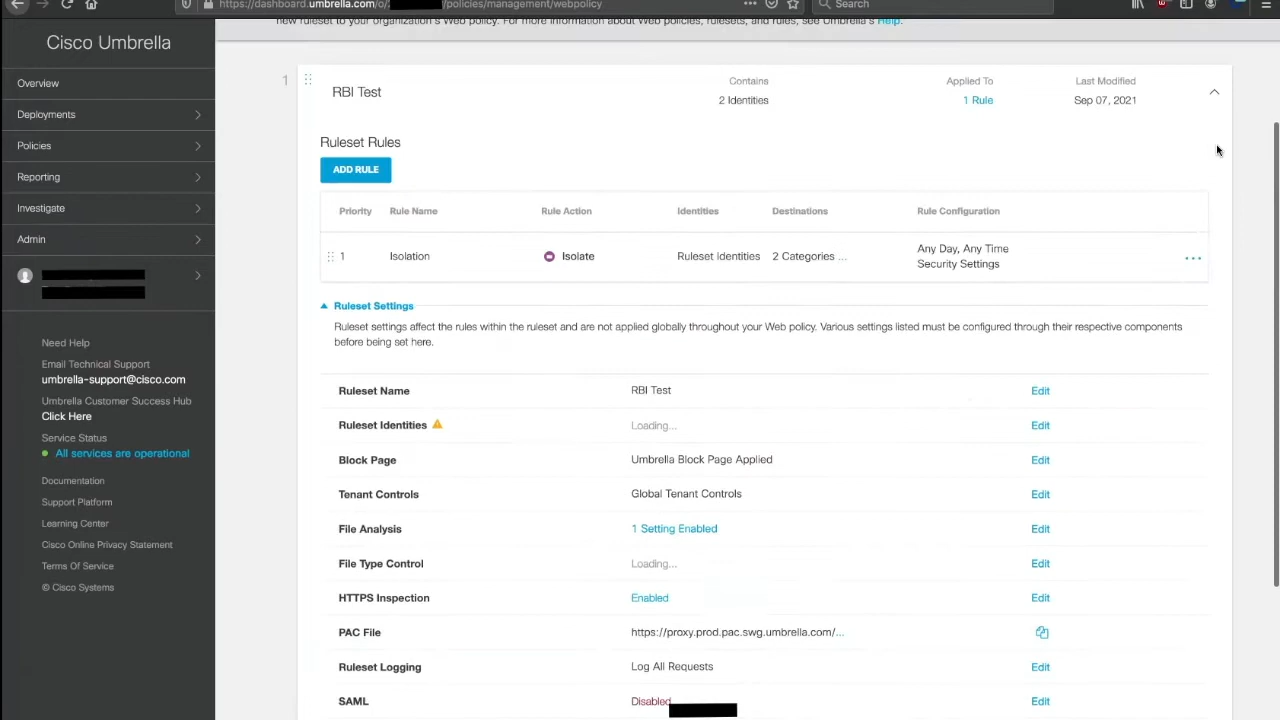 https://dashboard.umbrella.com/o/ /policies/management/webpolicy
Search
new ruleset to your organization's Web policy. For more information about Web policies, rulesets, and rules, see Umbrella's Help.
Cisco Umbrella
Overview
Deployments
Policies
Reporting
Investigate
Admin
Need Help
Email Technical Support
umbrella-support@cisco.com
Umbrella Customer Success Hub
Click Here
Service Status
All services are operational
Documentation
Support Platform
Learning Center
Cisco Online Privacy Statement
Terms Of Service
© Cisco Systems
1
RBI Test
Contains
2 Identities
Applied To
1 Rule
Last Modified
Sep 07, 2021
Ruleset Rules
ADD RULE
Priority Rule Name Rule Action Identities Destinations Rule Configuration
1 Isolation Isolate Ruleset Identities 2 Categories ... Any Day, Any Time
Security Settings
Ruleset Settings
Ruleset settings affect the rules within the ruleset and are not applied globally throughout your Web policy. Various settings listed must be configured through their respective components
before being set here.
Ruleset Name RBI Test Edit
Ruleset Identities Loading... Edit
Block Page Umbrella Block Page Applied Edit
Tenant Controls Global Tenant Controls Edit
File Analysis 1 Setting Enabled Edit
File Type Control Loading... Edit
HTTPS Inspection Enabled Edit
PAC File https://proxy.prod.pac.swg.umbrella.com/...
Ruleset Logging Log All Requests Edit
SAML Disabled Edit